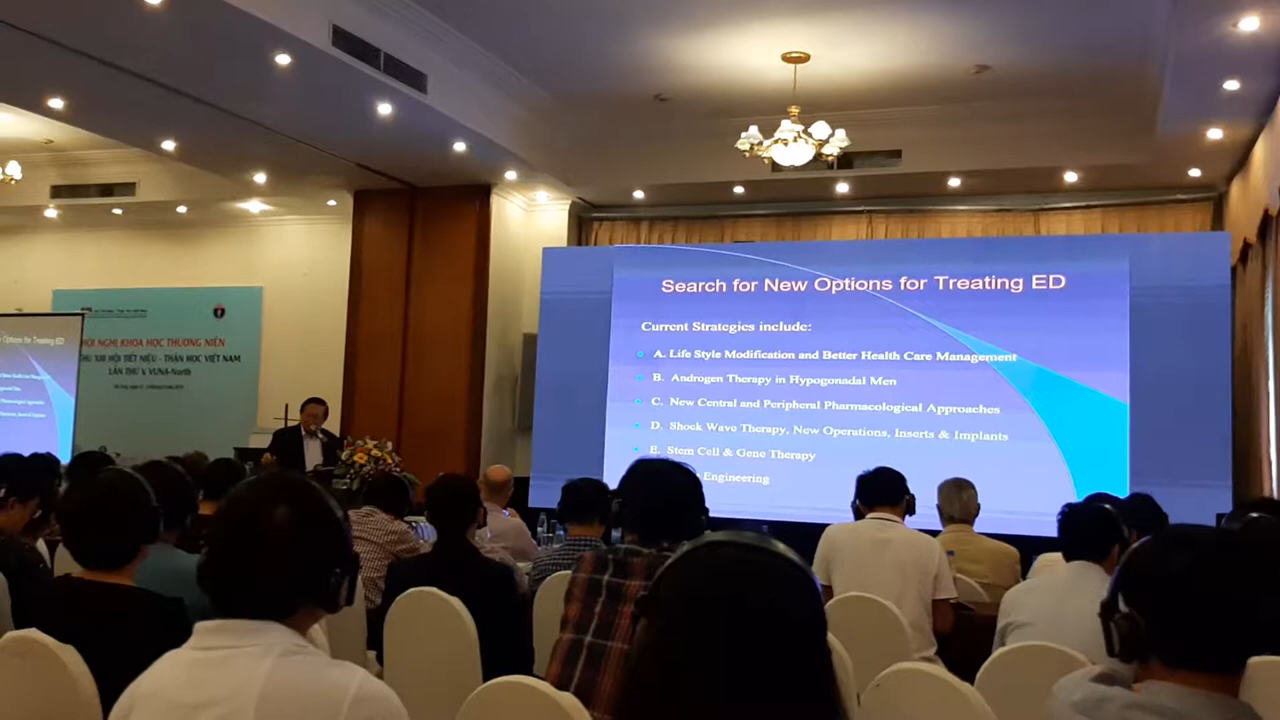 Search for New Options for Treating ED
Current Strategies include:
A. Life Style Modification and Better Health Care Management
B. Androgen Therapy in Hypogonadal Men
C. New Central and Peripheral Pharmacological Approaches
D. Shock Wave Therapy, New Operations, Inserts & Implants
E. Stem Cell & Gene Therapy
Engineering
HỘI NGHỊ KHOA HỌC THƯỜNG NIÊN
THỨ XIII HỘI TIẾT NIỆU - THẬN HỌC VIỆT NAM
LẦN THỨ V, VUNA-North
Options for Treating ED